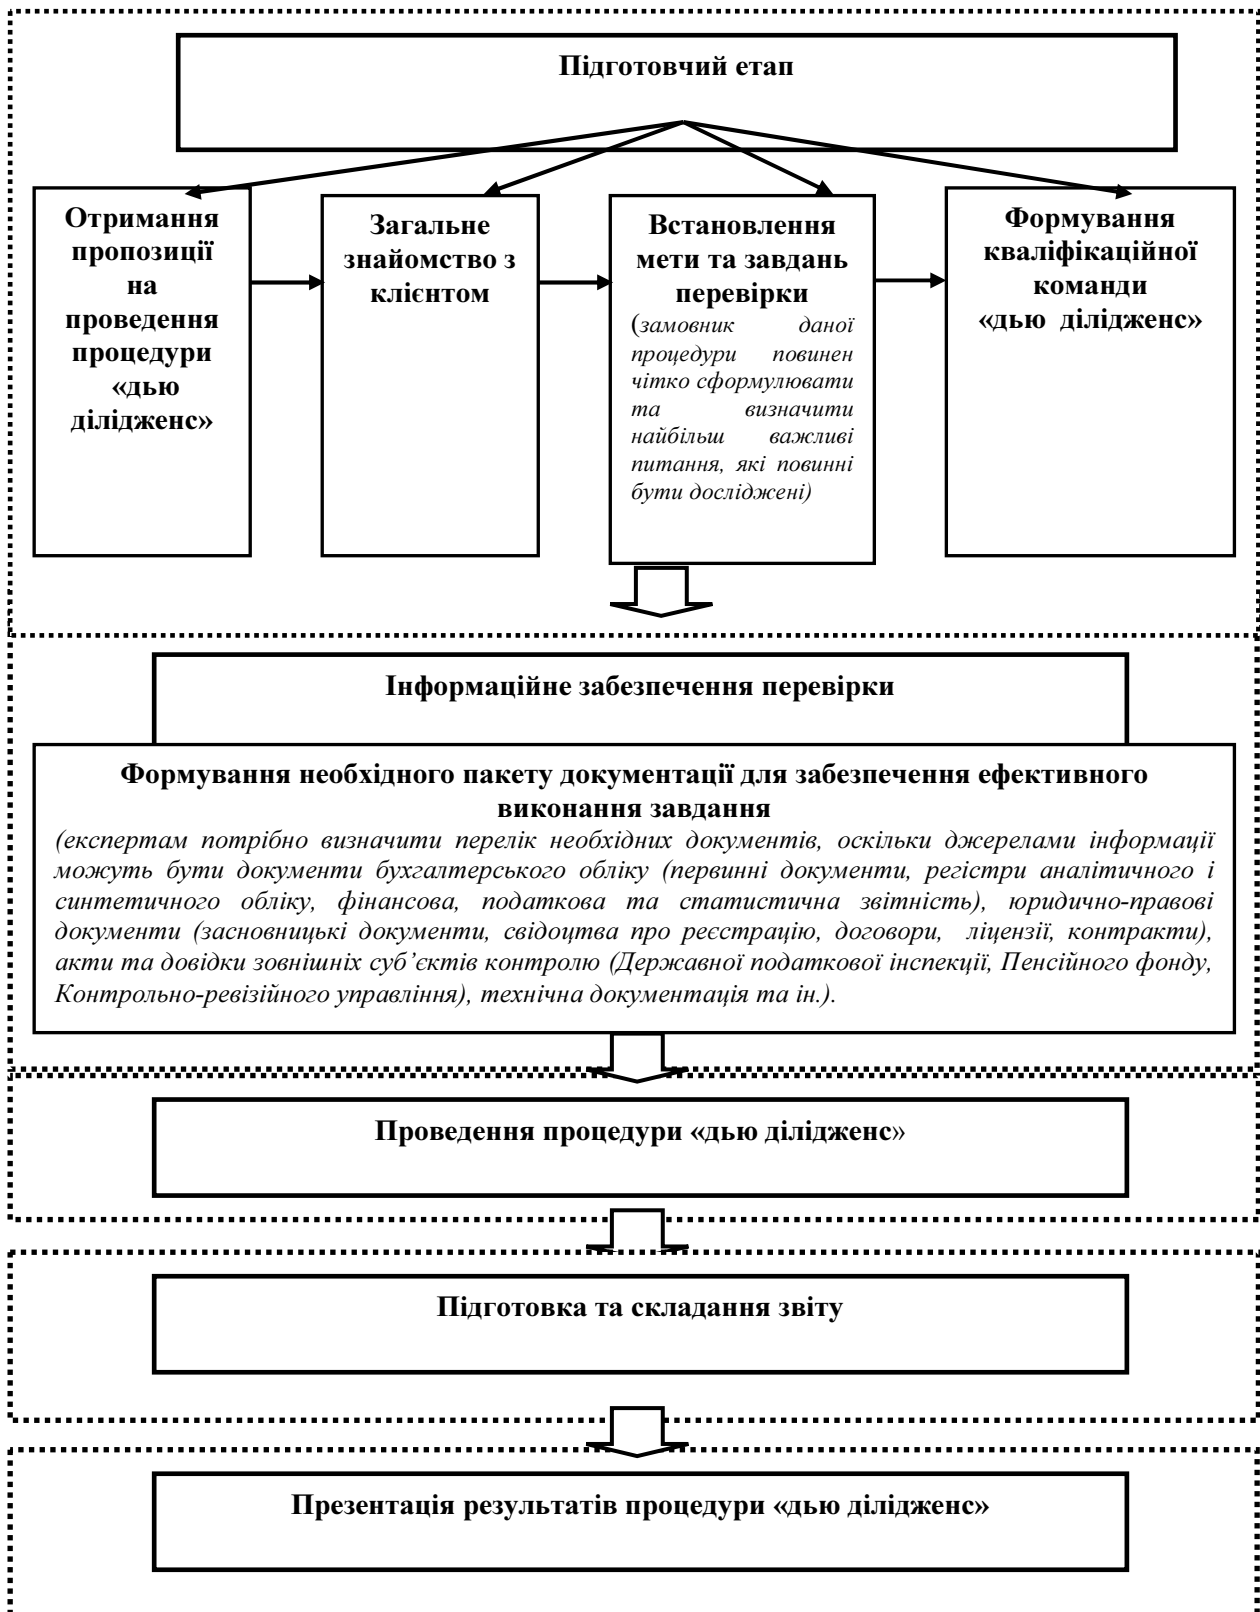 Підготовчий етап
Отримання
пропозиції
на
проведення
процедури
«дью
ділідженс»
Загальне
знайомство з
клієнтом
Встановлення
мети та завдань
перевірки
(замовник даної
процедури повинен
чітко сформулювати
та визначити
найбільш важливі
питання, які повинні
бути досліджені)
Формування
кваліфікаційної
команди
«дью ділідженс»
Інформаційне забезпечення перевірки
Формування необхідного пакету документації для забезпечення ефективного
виконання завдання
(експертам потрібно визначити перелік необхідних документів, оскільки джерелами інформації
можуть бути документи бухгалтерського обліку (первинні документи, регістри аналітичного і
синтетичного обліку, фінансова, податкова та статистична звітність), юридично-правові
документи (засновницькі документи, свідоцтва про реєстрацію, договори, ліцензії, контракти),
акти та довідки зовнішніх суб’єктів контролю (Державної податкової інспекції, Пенсійного фонду,
Контрольно-ревізійного управління), технічна документація та ін.).
Проведення процедури «дью ділідженс»
Підготовка та складання звіту
Презентація результатів процедури «дью ділідженс»